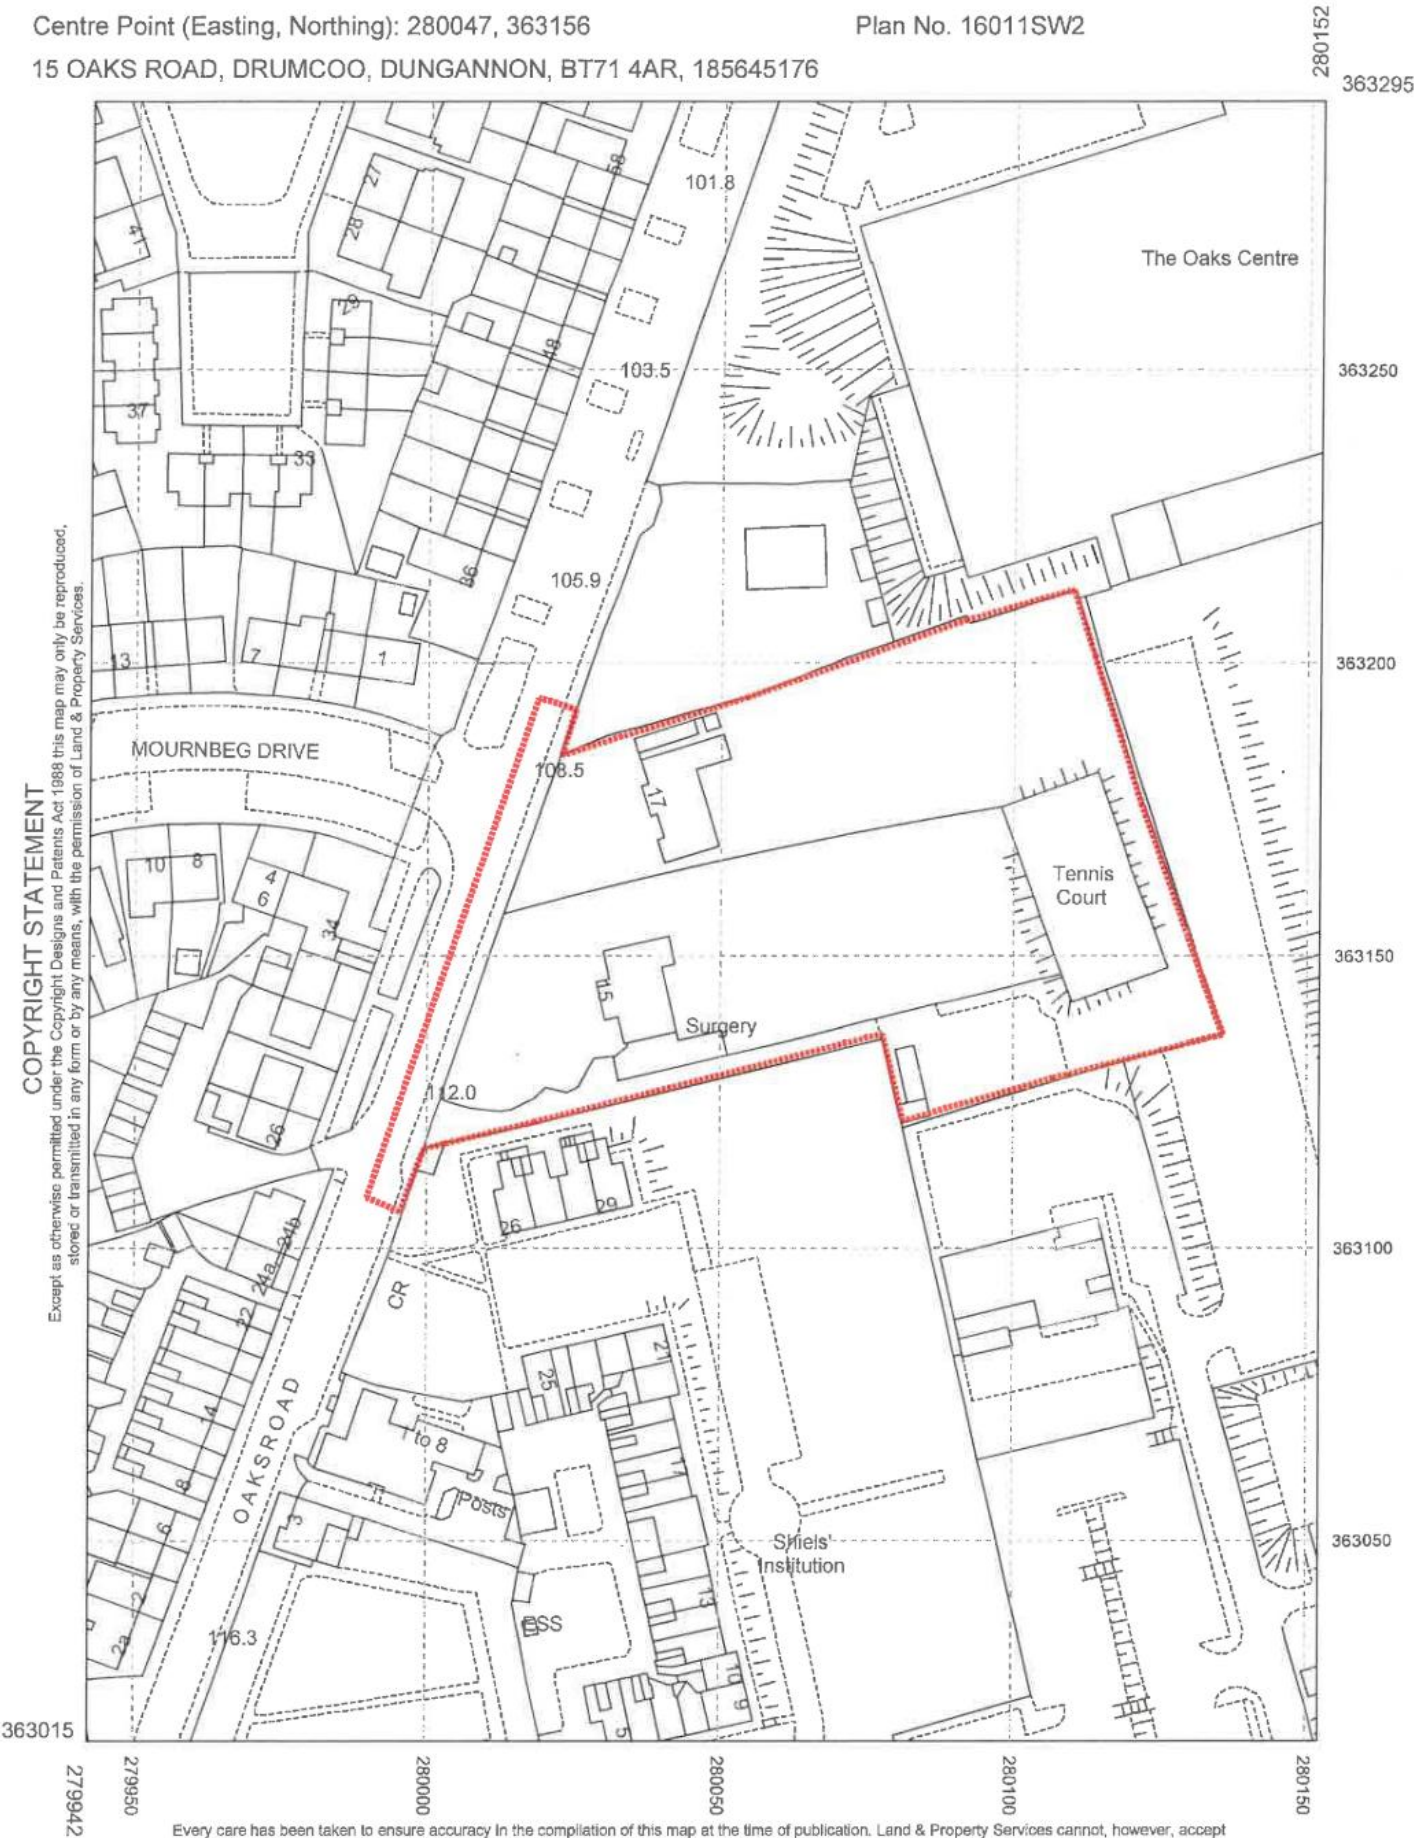 Centre Point (Easting, Northing): 280047, 363156
Plan No. 16011SW2
15 OAKS ROAD, DRUMCOO, DUNGANNON, BT71 4AR, 185645176
280152
363295
58
101.8
27
28
41
The Oaks Centre
29
48
103.5
363250
37
33
36
105.9
13
7
1
363200
MOURNBEG DRIVE
108.5
17
10
8
4
6
34
Tennis
Court
363150
15
Surgery
112.0
26
26
29
24b
24a
363100
CR
22
21
25
14
OAKSROAD
to 8
8
11
17
Posts
3
6
Shiels'
Institution
363050
13
2
ESS
2a
116.3
10
9
5
363015
COPYRIGHT STATEMENT
Except as otherwise permitted under the Copyright Designs and Patents Act 1988 this map may only be reproduced,
stored or transmitted in any form or by any means, with the permission of Land & Property Services.
279942
279950
280000
280050
280100
280150
Every care has been taken to ensure accuracy in the compilation of this map at the time of publication. Land & Property Services cannot, however, accept